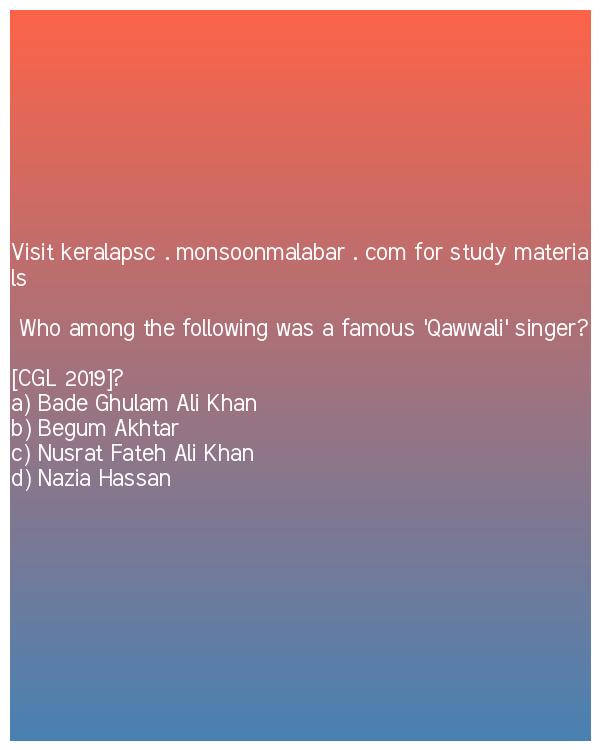 Visit keralapsc . monsoonmalabar . com for study materia
ls
Who among the following was a famous 'Qawwali' singer?
[CGL 2019]?
a) Bade Ghulam Ali Khan
b) Begum Akhtar
c) Nusrat Fateh Ali Khan
d) Nazia Hassan